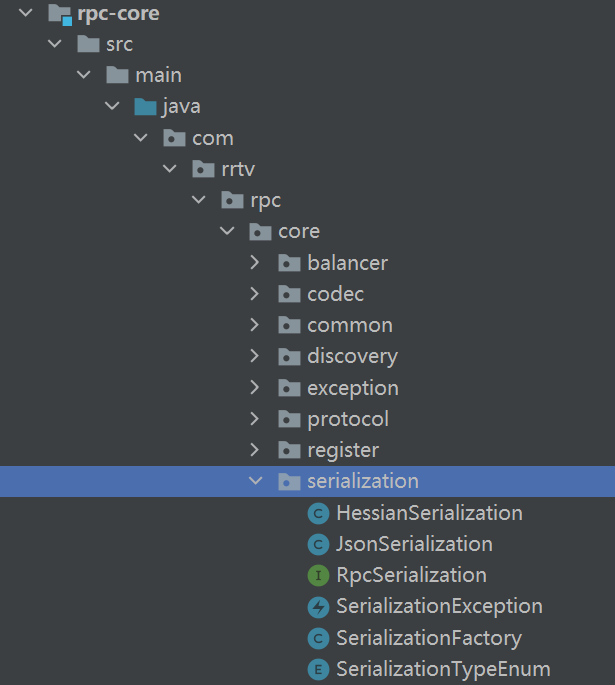 rpc-core
src
main
java
com
rrtv
rpc
core
balancer
codec
common
discovery
exception
protocol
register
serialization
C HessianSerialization
C JsonSerialization
I RpcSerialization
SerializationException
C SerializationFactory
E SerializationTypeEnum